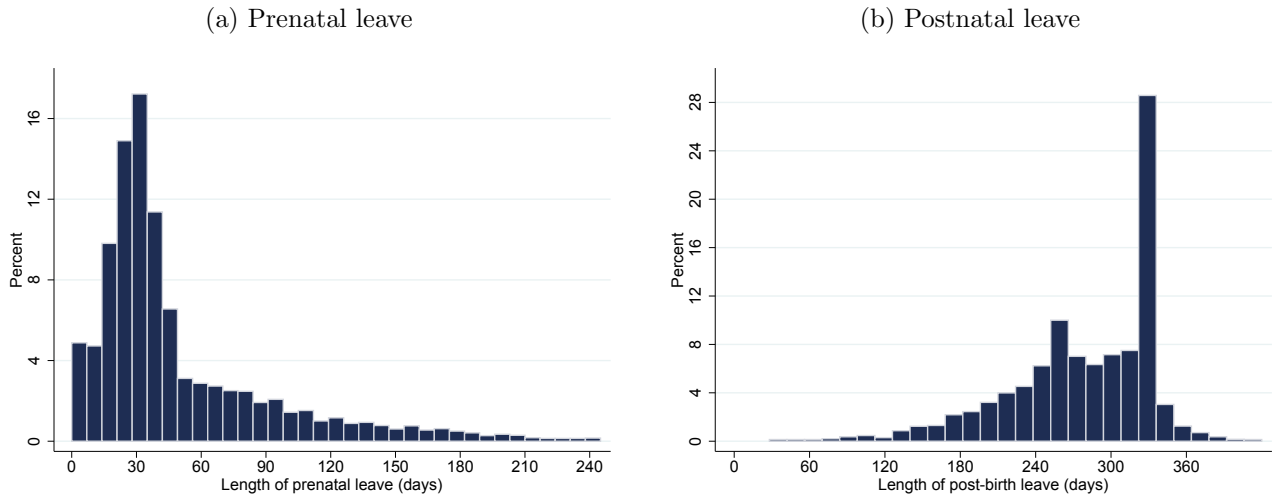 (a) Prenatal leave
Percent
16
12
8
4
0
0 30 60 90 120 150 180 210 240
Length of prenatal leave (days)
(b) Postnatal leave
Percent
28
24
20
16
12
8
4
0
0 60 120 180 240 300 360
Length of post-birth leave (days)